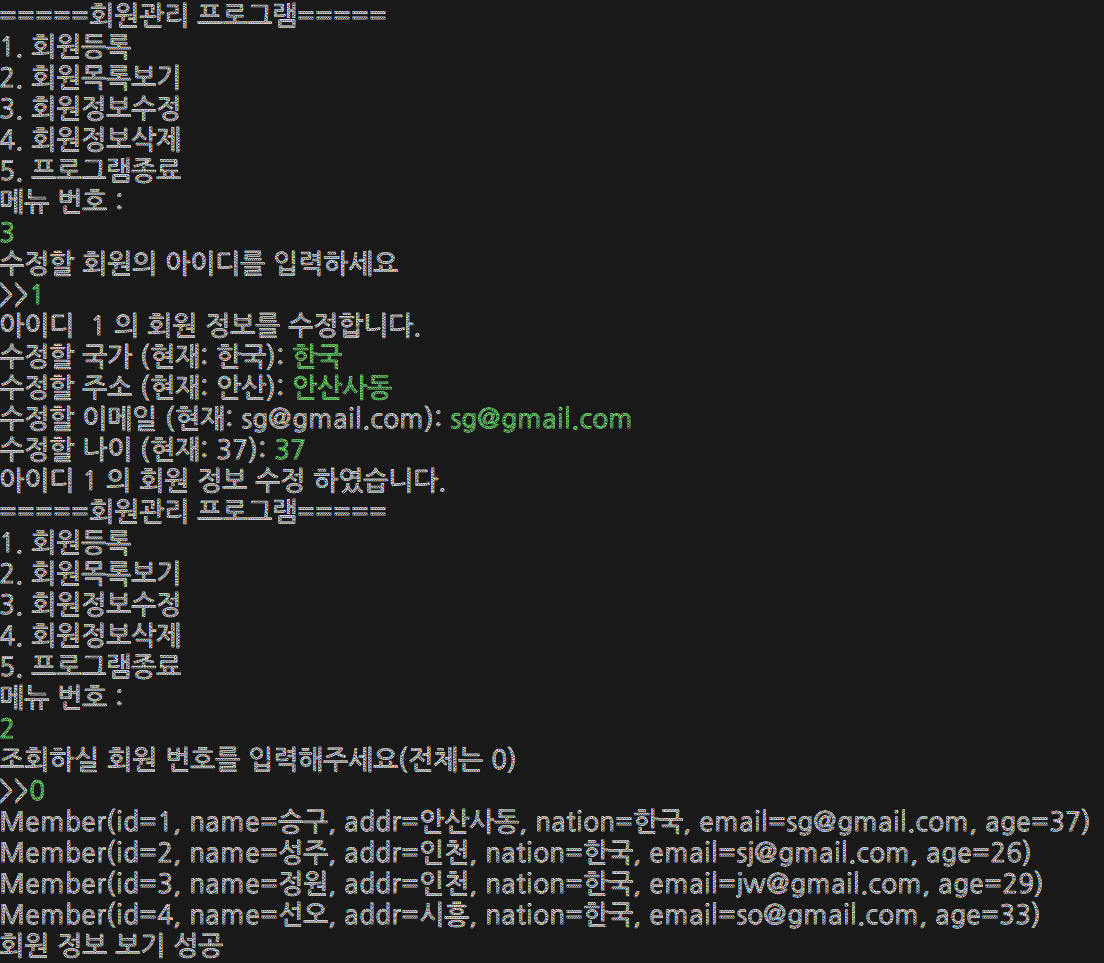 =====회원관리 프로그램=====
1. 회원등록
2. 회원목록보기
3. 회원정보수정
4. 회원정보삭제
5. 프로그램종료
메뉴 번호 :
3
수정할 회원의 아이디를 입력하세요
>>1
아이디  1 의 회원 정보를 수정합니다.
수정할 국가 (현재: 한국): 한국
수정할 주소 (현재: 안산): 안산사동
수정할 이메일 (현재: sg@gmail.com): sg@gmail.com
수정할 나이 (현재: 37): 37
아이디 1 의 회원 정보 수정 하였습니다.
=====회원관리 프로그램=====
1. 회원등록
2. 회원목록보기
3. 회원정보수정
4. 회원정보삭제
5. 프로그램종료
메뉴 번호 :
2
조회하실 회원 번호를 입력해주세요(전체는 0)
>>0
Member(id=1, name=승구, addr=안산사동, nation=한국, email=sg@gmail.com, age=37)
Member(id=2, name=성주, addr=인천, nation=한국, email=sj@gmail.com, age=26)
Member(id=3, name=정원, addr=인천, nation=한국, email=jw@gmail.com, age=29)
Member(id=4, name=선오, addr=시흥, nation=한국, email=so@gmail.com, age=33)
회원 정보 보기 성공